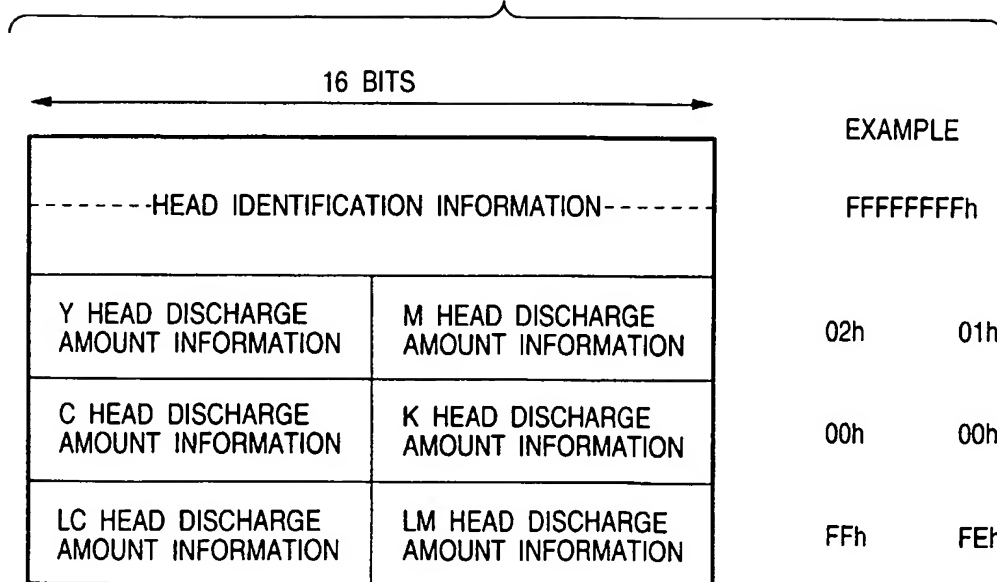 16 BITS
EXAMPLE
HEAD IDENTIFICATION INFORMATION
FFFFFFFFh
Y HEAD DISCHARGE
AMOUNT INFORMATION
M HEAD DISCHARGE
AMOUNT INFORMATION
02h
01h
C HEAD DISCHARGE
AMOUNT INFORMATION
K HEAD DISCHARGE
AMOUNT INFORMATION
00h
00h
LC HEAD DISCHARGE
AMOUNT INFORMATION
LM HEAD DISCHARGE
AMOUNT INFORMATION
FFh
FEh